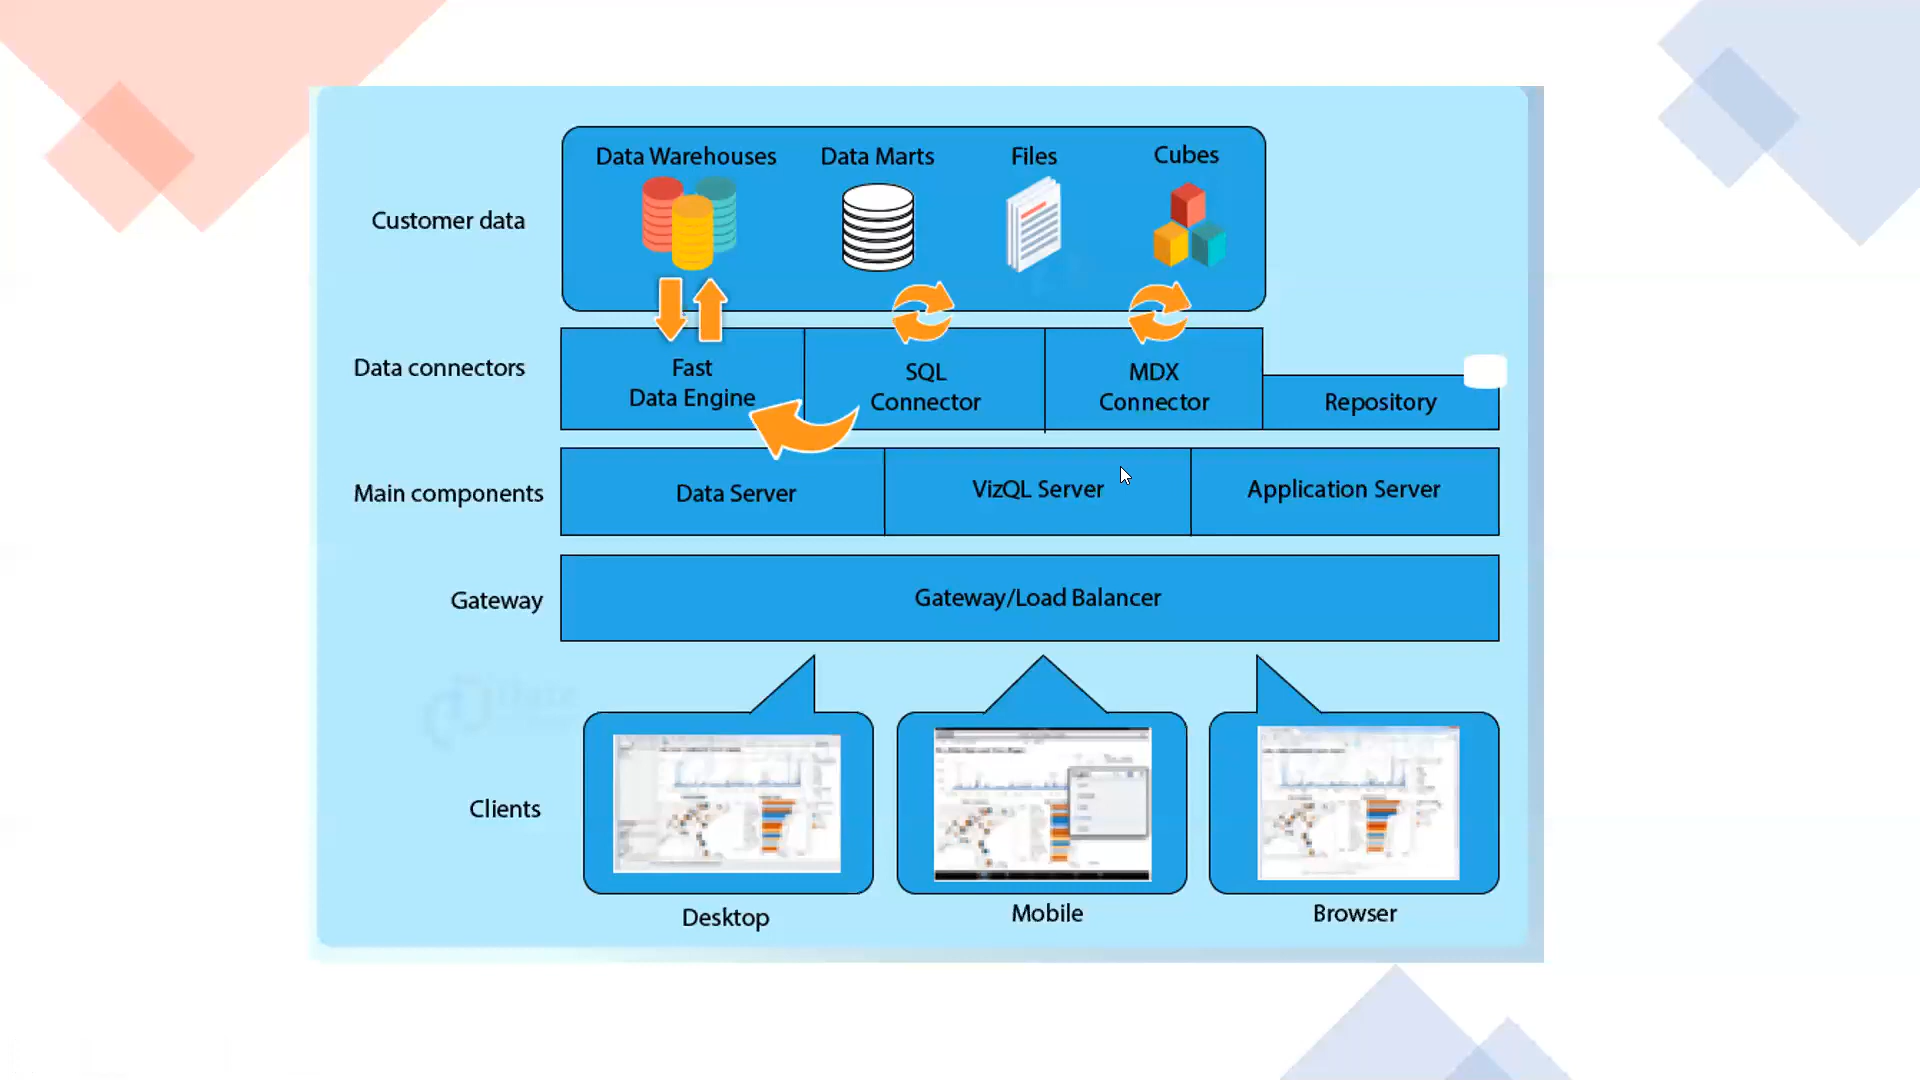 Data Warehouses Data Marts Files Cubes
Customer data
Data connectors
Fast
Data Engine
SQL
Connector
MDX
Connector
Repository
Main components
Data Server
VizQL Server
Application Server
Gateway
Gateway/Load Balancer
Clients
Desktop
Mobile
Browser